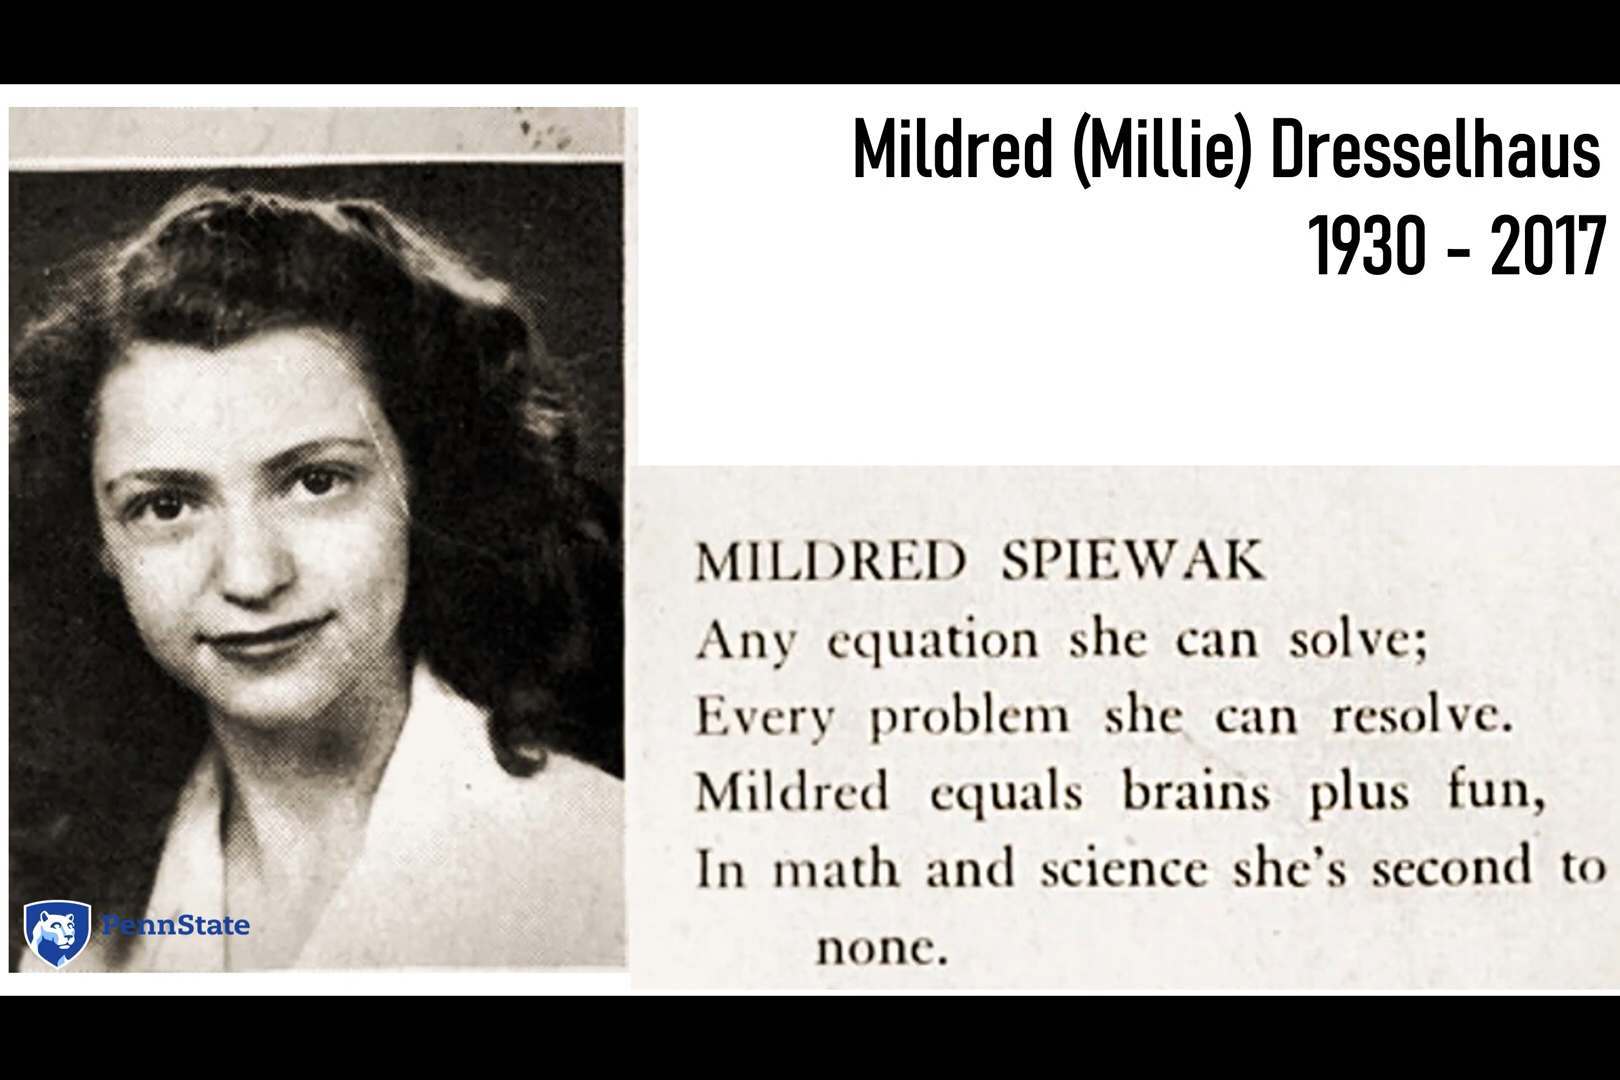 Mildred (Millie) Dresselhaus
1930 - 2017
MILDRED SPIEWAK
Any equation she can solve;
Every problem she can resolve.
Mildred equals brains plus fun,
In math and science she's second to
none.
PennState